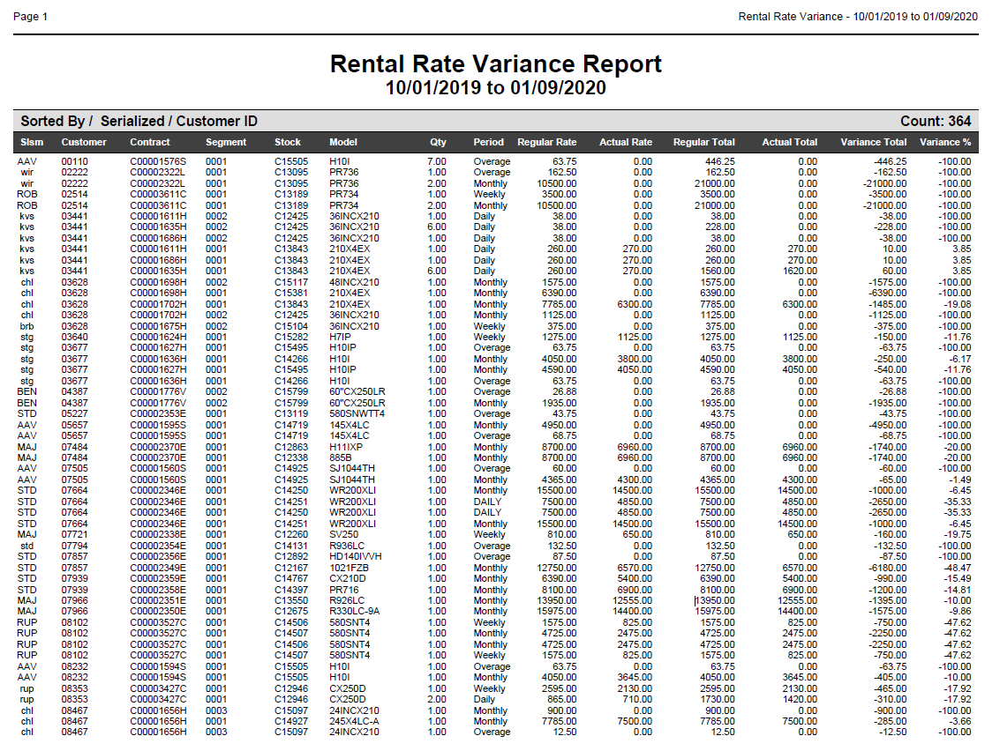 Page 1 Rental Rate Variance - 10/01/2019 to 01/09/2020
Rental Rate Variance Report
10/01/2019 to 01/09/2020
Sorted By / Serialized / Customer ID Count: 364
Slsm Customer Contract Segment Stock Model Qty Period Regular Rate Actual Rate Regular Total Actual Total Variance Total Variance %
AAV 00110 C00001576S 0001 C15505 H10I 7.00 Overage 63.75 0.00 446.25 0.00 -446.25 -100.00
wir 02222 C00002322L 0001 C13095 PR736 1.00 Overage 162.50 0.00 162.50 0.00 -162.50 -100.00
wir 02222 C00002322L 0001 C13095 PR736 2.00 Monthly 10500.00 0.00 21000.00 0.00 -21000.00 -100.00
ROB 02514 C00003611C 0001 C13189 PR734 1.00 Weekly 3500.00 0.00 3500.00 0.00 -3500.00 -100.00
ROB 02514 C00003611C 0001 C13189 PR734 2.00 Monthly 10500.00 0.00 21000.00 0.00 -21000.00 -100.00
kvs 03441 C00001611H 0002 C12425 36INCX210 1.00 Daily 38.00 0.00 38.00 0.00 -38.00 -100.00
kvs 03441 C00001635H 0002 C12425 36INCX210 6.00 Daily 38.00 0.00 228.00 0.00 -228.00 -100.00
kvs 03441 C00001686H 0002 C12425 36INCX210 1.00 Daily 38.00 0.00 38.00 0.00 -38.00 -100.00
kvs 03441 C00001611H 0001 C13843 210X4EX 1.00 Daily 260.00 270.00 260.00 270.00 10.00 3.85
kvs 03441 C00001686H 0001 C13843 210X4EX 1.00 Daily 260.00 270.00 260.00 270.00 10.00 3.85
kvs 03441 C00001635H 0001 C13843 210X4EX 6.00 Daily 260.00 270.00 1560.00 1620.00 60.00 3.85
chl 03628 C00001698H 0002 C15117 48INCX210 1.00 Monthly 1575.00 0.00 1575.00 0.00 -1575.00 -100.00
chl 03628 C00001698H 0001 C15381 210X4EX 1.00 Monthly 6390.00 0.00 6390.00 0.00 -6390.00 -100.00
chl 03628 C00001702H 0001 C13843 210X4EX 1.00 Monthly 7785.00 6300.00 7785.00 6300.00 -1485.00 -19.08
chl 03628 C00001702H 0002 C12425 36INCX210 1.00 Monthly 1125.00 0.00 1125.00 0.00 -1125.00 -100.00
brb 03628 C00001675H 0002 C15104 36INCX210 1.00 Weekly 375.00 0.00 375.00 0.00 -375.00 -100.00
stg 03640 C00001624H 0001 C15282 H7IP 1.00 Weekly 1275.00 1125.00 1275.00 1125.00 -150.00 -11.76
stg 03677 C00001627H 0001 C15495 H10IP 1.00 Overage 63.75 0.00 63.75 0.00 -63.75 -100.00
stg 03677 C00001636H 0001 C14266 H10I 1.00 Monthly 4050.00 3800.00 4050.00 3800.00 -250.00 -6.17
stg 03677 C00001627H 0001 C15495 H10IP 1.00 Monthly 4590.00 4050.00 4590.00 4050.00 -540.00 -11.76
stg 03677 C00001636H 0001 C14266 H10I 1.00 Overage 63.75 0.00 63.75 0.00 -63.75 -100.00
BEN 04387 C00001776V 0002 C15799 60"CX250LR 1.00 Overage 26.88 0.00 26.88 0.00 -26.88 -100.00
BEN 04387 C00001776V 0002 C15799 60"CX250LR 1.00 Monthly 1935.00 0.00 1935.00 0.00 -1935.00 -100.00
STD 05227 C00002353E 0001 C13119 580SNWTT4 1.00 Overage 43.75 0.00 43.75 0.00 -43.75 -100.00
AAV 05657 C00001595S 0001 C14719 145X4LC 1.00 Monthly 4950.00 0.00 4950.00 0.00 -4950.00 -100.00
AAV 05657 C00001595S 0001 C14719 145X4LC 1.00 Overage 68.75 0.00 68.75 0.00 -68.75 -100.00
MAJ 07484 C00002370E 0001 C12863 H11IXP 1.00 Monthly 8700.00 6960.00 8700.00 6960.00 -1740.00 -20.00
MAJ 07484 C00002370E 0001 C12338 885B 1.00 Monthly 8700.00 6960.00 8700.00 6960.00 -1740.00 -20.00
AAV 07505 C00001560S 0001 C14925 SJ1044TH 1.00 Overage 60.00 0.00 60.00 0.00 -60.00 -100.00
AAV 07505 C00001560S 0001 C14925 SJ1044TH 1.00 Monthly 4365.00 4300.00 4365.00 4300.00 -65.00 -1.49
STD 07664 C00002346E 0001 C14250 WR200XLI 1.00 Monthly 15500.00 14500.00 15500.00 14500.00 -1000.00 -6.45
STD 07664 C00002346E 0001 C14251 WR200XLI 1.00 DAILY 7500.00 4850.00 7500.00 4850.00 -2650.00 -35.33
STD 07664 C00002346E 0001 C14250 WR200XLI 1.00 DAILY 7500.00 4850.00 7500.00 4850.00 -2650.00 -35.33
STD 07664 C00002346E 0001 C14251 WR200XLI 1.00 Monthly 15500.00 14500.00 15500.00 14500.00 -1000.00 -6.45
MAJ 07721 C00002338E 0001 C12260 SV250 1.00 Weekly 810.00 650.00 810.00 650.00 -160.00 -19.75
std 07794 C00002354E 0001 C14131 R936LC 1.00 Overage 132.50 0.00 132.50 0.00 -132.50 -100.00
STD 07857 C00002356E 0001 C12892 HD140IVVH 1.00 Overage 87.50 0.00 87.50 0.00 -87.50 -100.00
STD 07857 C00002349E 0001 C12167 1021FZB 1.00 Monthly 12750.00 6570.00 12750.00 6570.00 -6180.00 -48.47
STD 07939 C00002359E 0001 C14767 CX210D 1.00 Monthly 6390.00 5400.00 6390.00 5400.00 -990.00 -15.49
STD 07939 C00002358E 0001 C14397 PR716 1.00 Monthly 8100.00 6900.00 8100.00 6900.00 -1200.00 -14.81
MAJ 07966 C00002351E 0001 C13550 R926LC 1.00 Monthly 13950.00 12555.00 13950.00 12555.00 -1395.00 -10.00
MAJ 07966 C00002350E 0001 C12675 R330LC-9A 1.00 Monthly 15975.00 14400.00 15975.00 14400.00 -1575.00 -9.86
RUP 08102 C00003527C 0001 C14506 580SNT4 1.00 Weekly 1575.00 825.00 1575.00 825.00 -750.00 -47.62
RUP 08102 C00003527C 0001 C14507 580SNT4 1.00 Monthly 4725.00 2475.00 4725.00 2475.00 -2250.00 -47.62
RUP 08102 C00003527C 0001 C14506 580SNT4 1.00 Monthly 4725.00 2475.00 4725.00 2475.00 -2250.00 -47.62
RUP 08102 C00003527C 0001 C14507 580SNT4 1.00 Weekly 1575.00 825.00 1575.00 825.00 -750.00 -47.62
AAV 08232 C00001594S 0001 C15505 H10I 1.00 Overage 63.75 0.00 63.75 0.00 -63.75 -100.00
AAV 08232 C00001594S 0001 C15505 H10I 1.00 Monthly 4050.00 3645.00 4050.00 3645.00 -405.00 -10.00
rup 08353 C00003427C 0001 C12946 CX250D 1.00 Weekly 2595.00 2130.00 2595.00 2130.00 -465.00 -17.92
rup 08353 C00003427C 0001 C12946 CX250D 2.00 Daily 865.00 710.00 1730.00 1420.00 -310.00 -17.92
chl 08467 C00001656H 0003 C15097 24INCX210 1.00 Monthly 900.00 0.00 900.00 0.00 -900.00 -100.00
chl 08467 C00001656H 0001 C14927 245X4LC-A 1.00 Monthly 7785.00 7500.00 7785.00 7500.00 -285.00 -3.66
chl 08467 C00001656H 0003 C15097 24INCX210 1.00 Overage 12.50 0.00 12.50 0.00 -12.50 -100.00